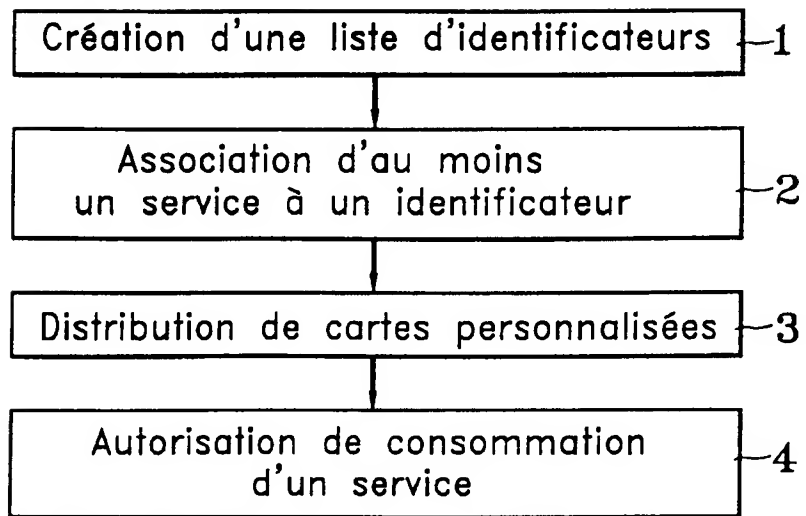 Création d'une liste d'identificateurs
1
Association d'au moins
un service à un identificateur
2
Distribution de cartes personnalisées
3
Autorisation de consommation
d'un service
4